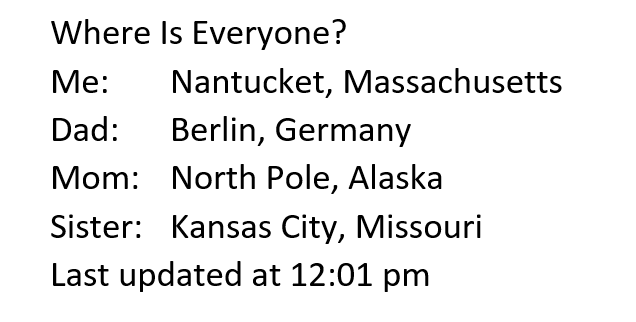 Where Is Everyone?
Me: Nantucket, Massachusetts
Dad: Berlin, Germany
Mom: North Pole, Alaska
Sister: Kansas City, Missouri
Last updated at 12:01 pm